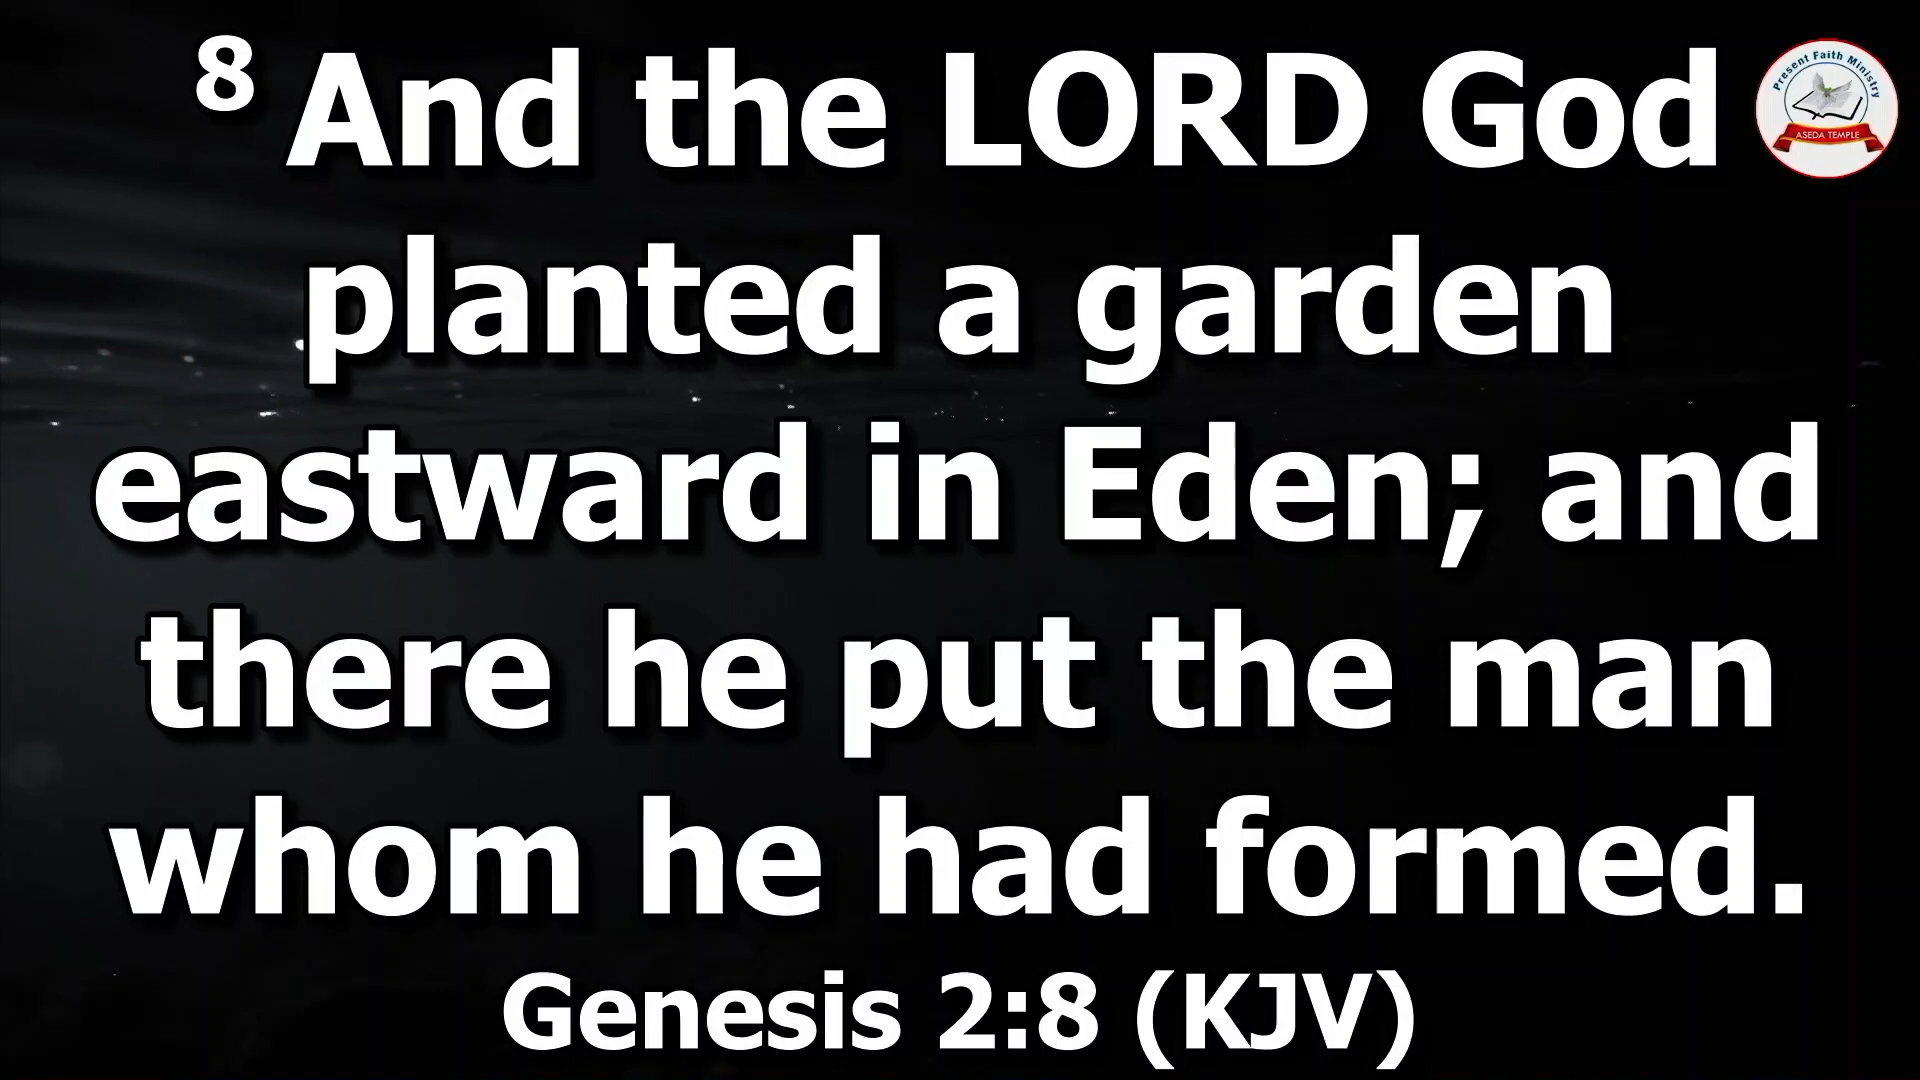 8 And the LORD God
planted a garden
eastward in Eden; and
there he put the man
whom he had formed.
Genesis 2:8 (KJV)
Present Faith Ministry
ASEDA TEMPLE